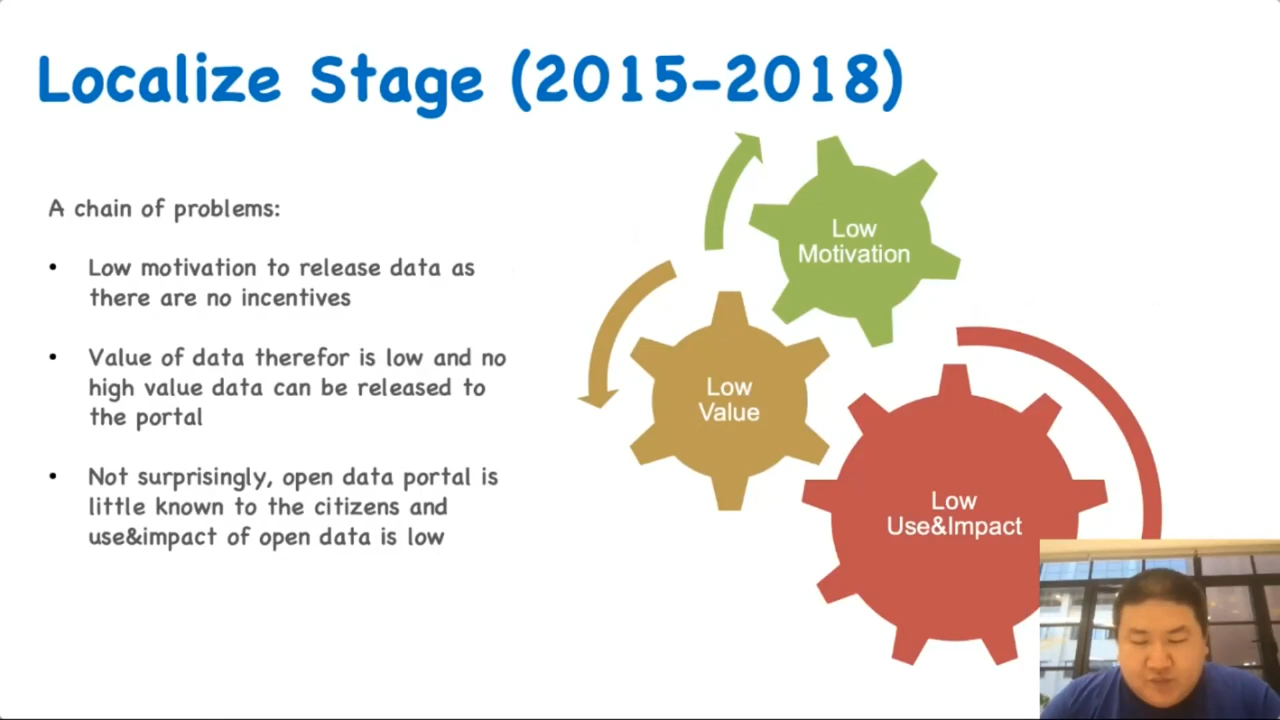 Localize Stage (2015-2018)
A chain of problems:
• Low motivation to release data as
there are no incentives
• Value of data therefor is low and no
high value data can be released to
the portal
• Not surprisingly, open data portal is
little known to the citizens and
use&impact of open data is low
Low
Motivation
Low
Value
Low
Use&Impact